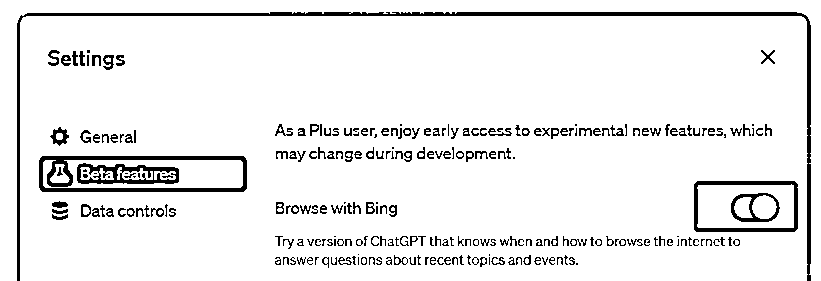 Settings
General
Beta features
Data controls
As a Plus user, enjoy early access to experimental new features, which
may change during development.
Browse with Bing
Try a version of ChatGPT that knows when and how to browse the internet to
answer questions about recent topics and events.